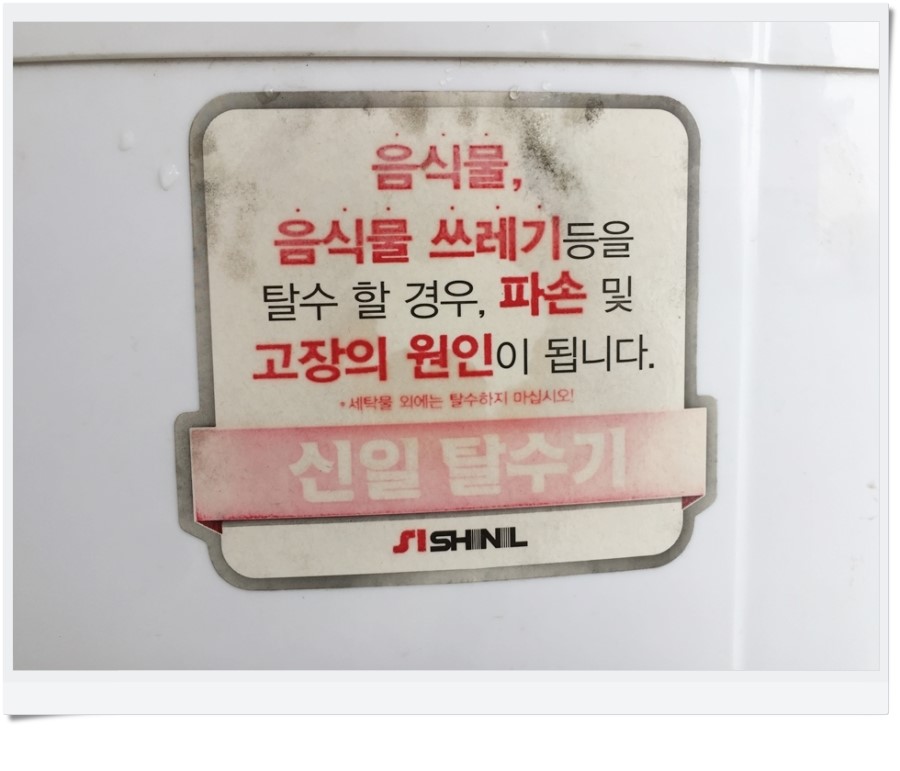 음식물,
음식물 쓰레기등을
탈수 할 경우, 파손 및
고장의 원인이 됩니다.
*세탁물 외에는 탈수하지 마십시오!
신일 탈수기
SI SHINIL